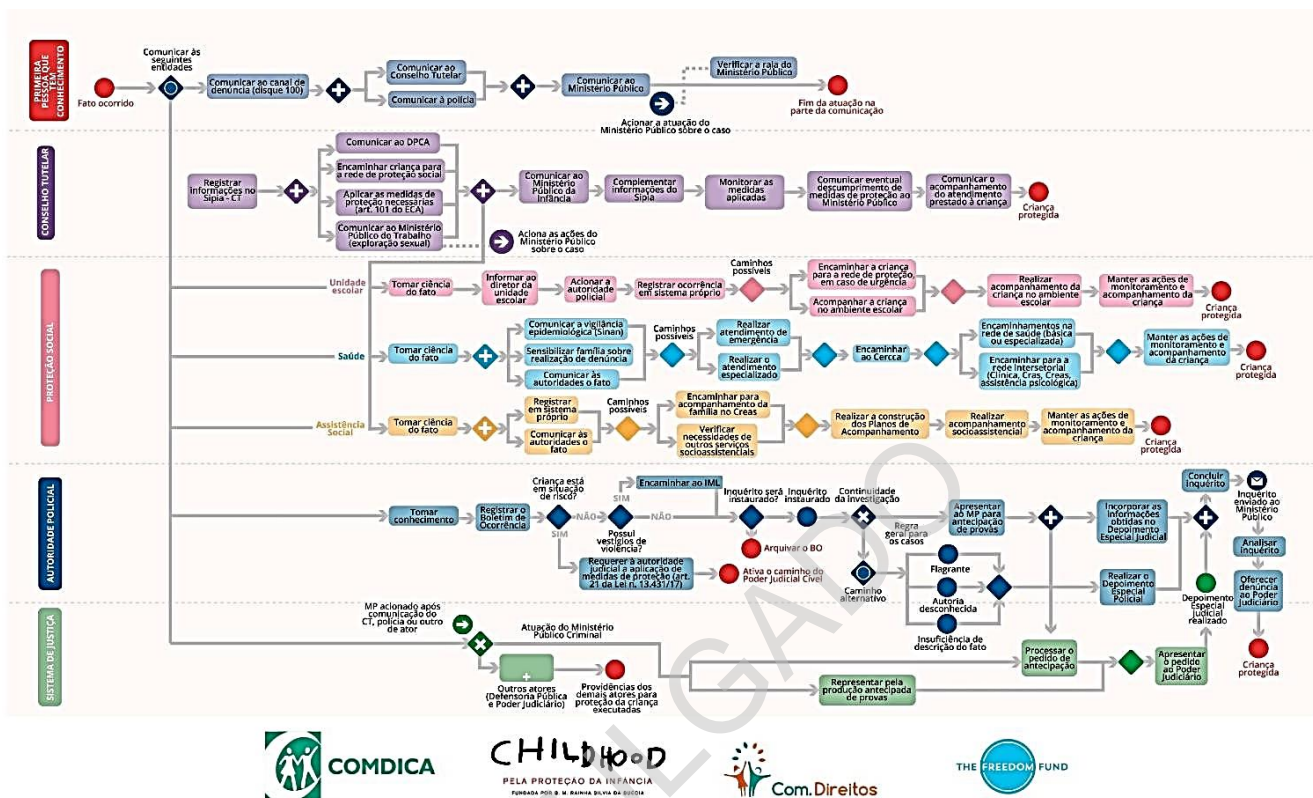 PRIMEIRA
PESSOA QUE
TEM
CONHECIMENTO
Fato ocorrido
Comunicar às
seguintes
entidades
Comunicar ao canal de
denúncia (disque 100)
Comunicar ao
Conselho Tutelar
Comunicar à polícia
Comunicar ao
Ministério Público
Acionar a atuação do
Ministério Público sobre o caso
Verificar a raia do
Ministério Público
Fim da atuação na
parte da comunicação
CONSELHO TUTELAR
Registrar
informações no
Sipia - CT
Comunicar ao DPCA
Encaminhar criança para
a rede de proteção social
Aplicar as medidas de
proteção necessárias
(art. 101 do ECA)
Comunicar ao Ministério
Público do Trabalho
(exploração sexual)
Aciona as ações do
Ministério Público
sobre o caso
Comunicar ao
Ministério
Público da
Infância
Complementar
informações do
Sipia
Monitorar as
medidas
aplicadas
Comunicar eventual
descumprimento de
medidas de proteção ao
Ministério Público
Comunicar o
acompanhamento
do atendimento
prestado à criança
Criança
protegida
PROTEÇÃO SOCIAL
Unidade
escolar
Tomar ciência
do fato
Informar ao
diretor da
unidade escolar
Acionar a
autoridade
policial
Registrar ocorrência
em sistema próprio
Caminhos
possíveis
Encaminhar a criança
para a rede de proteção,
em caso de urgência
Acompanhar a criança
no ambiente escolar
Realizar
acompanhamento
da criança no ambiente
escolar
Manter as ações de
monitoramento e
acompanhamento da
criança
Criança
protegida
Saúde
Tomar ciência
do fato
Comunicar a vigilância
epidemiológica (Sinan)
Sensibilizar família sobre
realização de denúncia
Comunicar às
autoridades o fato
Caminhos
possíveis
Realizar
atendimento de
emergência
Realizar o
atendimento
especializado
Encaminhar
ao Cercca
Encaminhamentos na
rede de saúde (básica
ou especializada)
Encaminhar para a
rede Intersetorial
(Clínica, Cras, Creas,
assistência psicológica)
Manter as ações de
monitoramento e
acompanhamento
da criança
Criança
protegida
Assistência
Social
Tomar ciência
do fato
Registrar
em sistema
próprio
Comunicar às
autoridades o
fato
Caminhos
possíveis
Encaminhar para
acompanhamento da
família no Creas
Verificar
necessidades de
outros serviços
socioassistenciais
Realizar a construção
dos Planos de
Acompanhamento
Realizar
acompanhamento
socioassistencial
Manter as ações de
monitoramento e
acompanhamento da
criança
Criança
protegida
AUTORIDADE POLICIAL
Tomar
conhecimento
Registrar o
Boletim de
Ocorrência
Criança está
em situação
de risco?
NÃO
SIM
Possui
vestígios de
violência?
SIM
NÃO
Encaminhar ao IML
Requerer à autoridade
judicial a aplicação de
medidas de proteção (art.
21 da Lei n. 13.431/17)
Ativa o caminho do
Poder Judicial Cível
Inquérito será
instaurado?
Arquivar o BO
Inquérito
instaurado
Continuidade
da investigação
Regra
geral para
os casos
Caminho
alternativo
Flagrante
Autoria
desconhecida
Insuficiência de
descrição do fato
Apresentar
ao MP para
antecipação
de provas
Incorporar as
informações
obtidas no
Depoimento
Especial Judicial
Realizar o
Depoimento
Especial
Policial
Concluir
inquérito
Inquérito
enviado ao
Ministério
Público
Analisar
inquérito
Oferecer
denúncia
ao Poder
Judiciário
Criança
protegida
Depoimento
Especial
Judicial
realizado
SISTEMA DE JUSTIÇA
MP acionado após
comunicação do
CT, polícia ou outro
de ator
Atuação do Ministério
Público Criminal
Outros atores
(Defensoria Pública
e Poder Judiciário)
Providências dos
demais atores para
proteção da criança
executadas
Representar pela
produção antecipada
de provas
Processar o
pedido de
antecipação
Apresentar
o pedido
ao Poder
Judiciário
LGADO
COMDICA
CHILDHOOD
PELA PROTEÇÃO DA INFÂNCIA
FUNDADA POR S. M. RAINHA SILVIA DA SUÉCIA
Com.Direitos
THE FREEDOM FUND